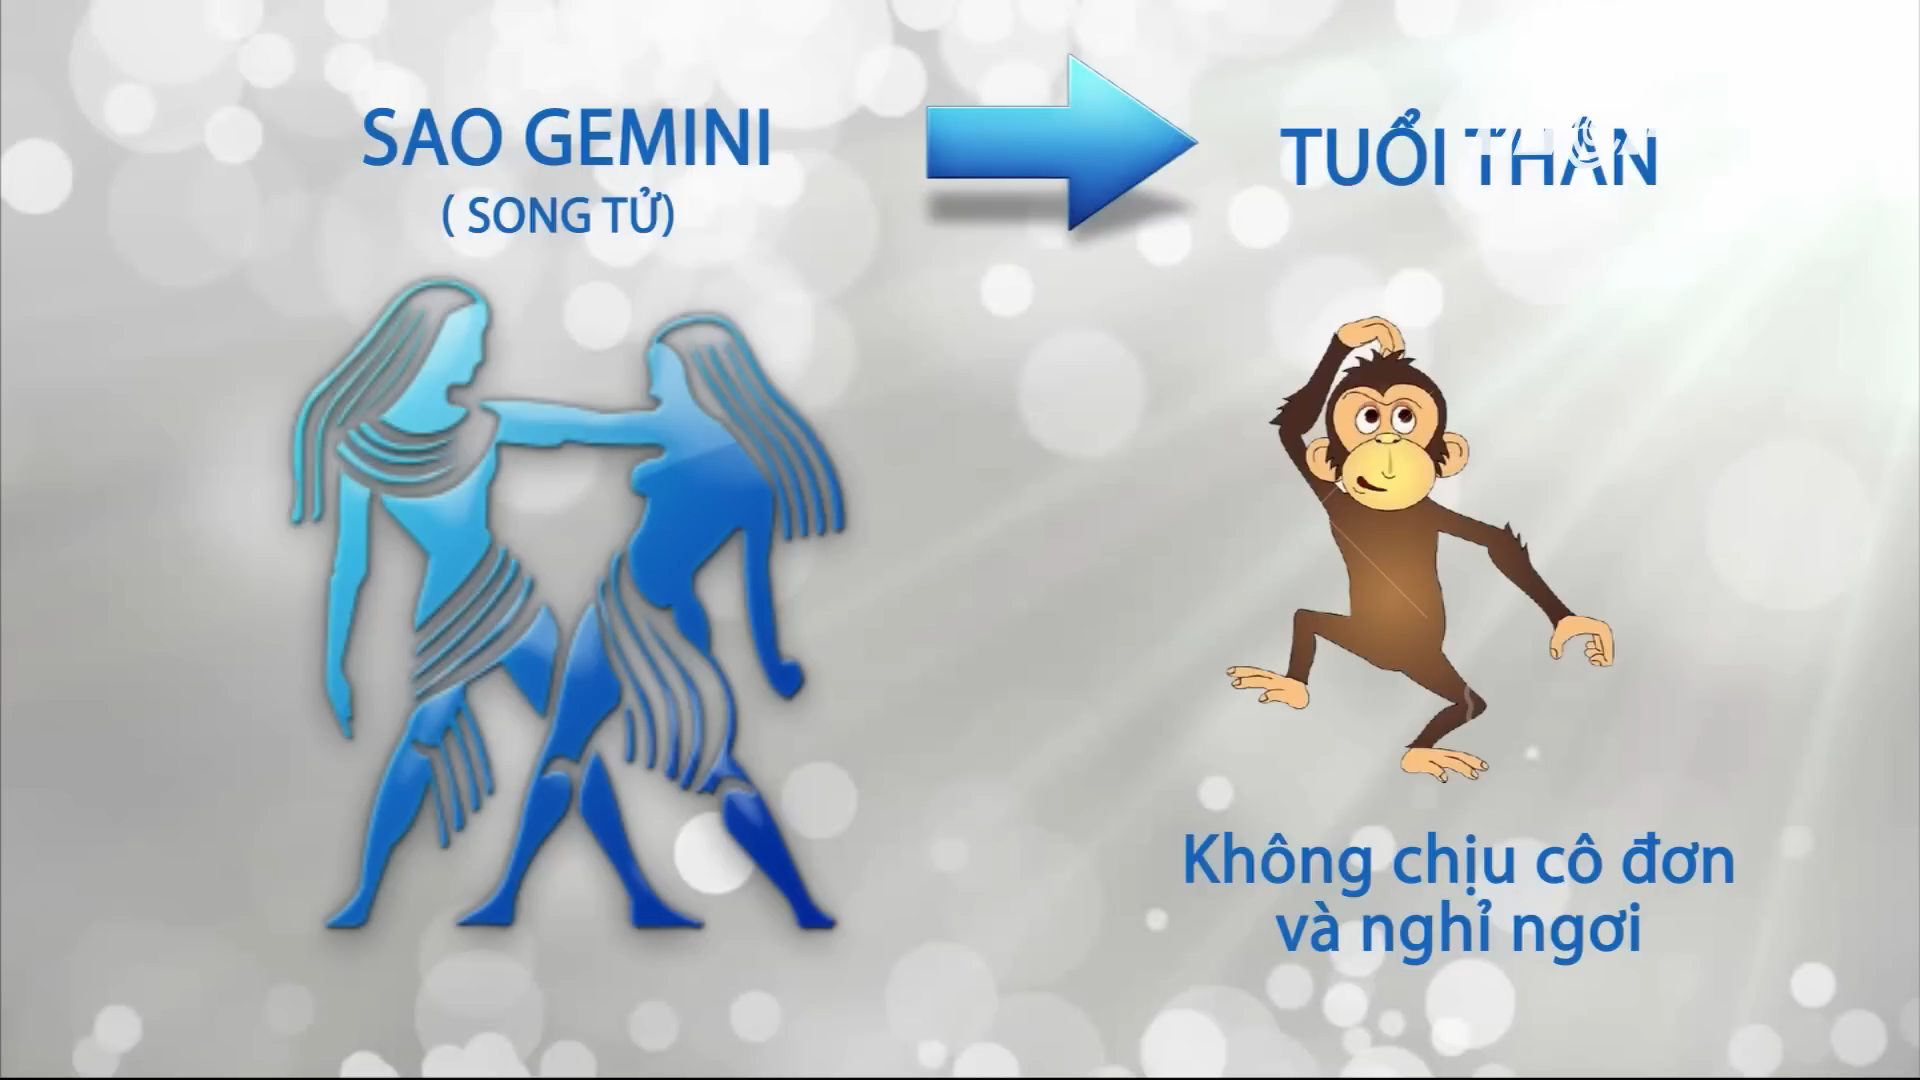 SAO GEMINI
( SONG TỬ)
TUỔI THÂN
Không chịu cô đơn
và nghỉ ngơi